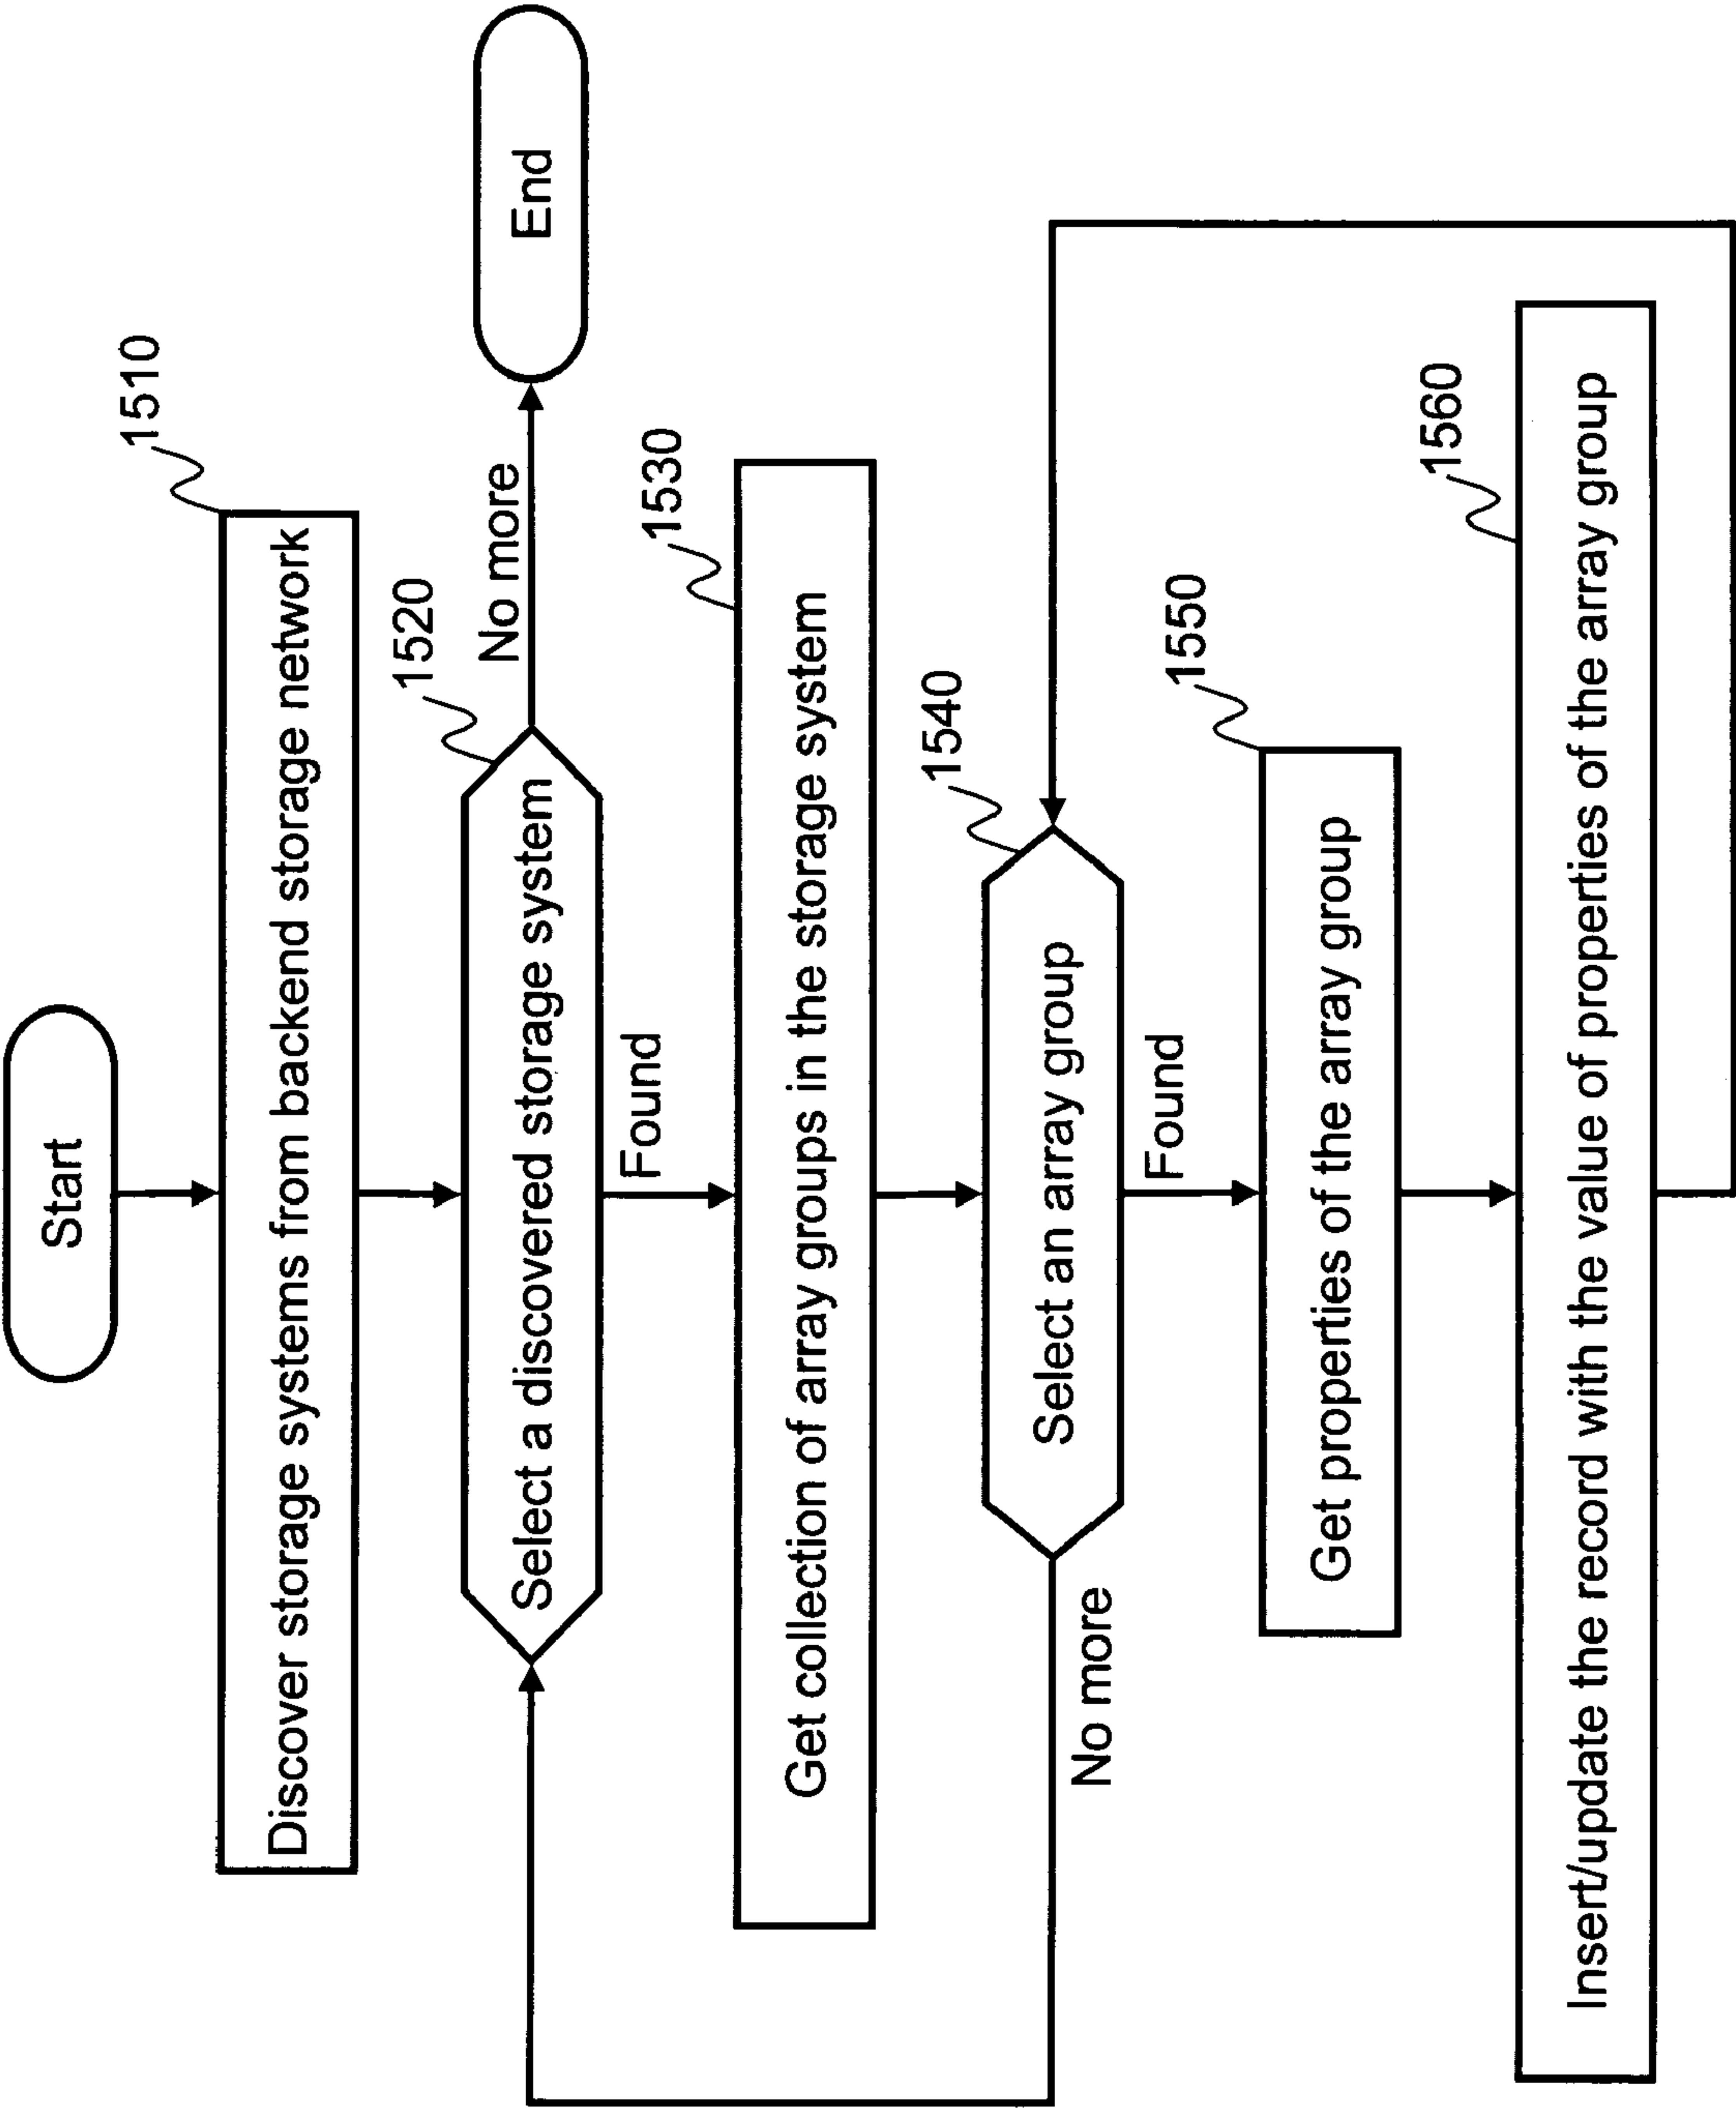 Start
1510
Discover storage systems from backend storage network
1520
Select a discovered storage system
No more
End
Found
1530
Get collection of array groups in the storage system
1540
Select an array group
No more
Found
1550
Get properties of the array group
1560
Insert/update the record with the value of properties of the array group